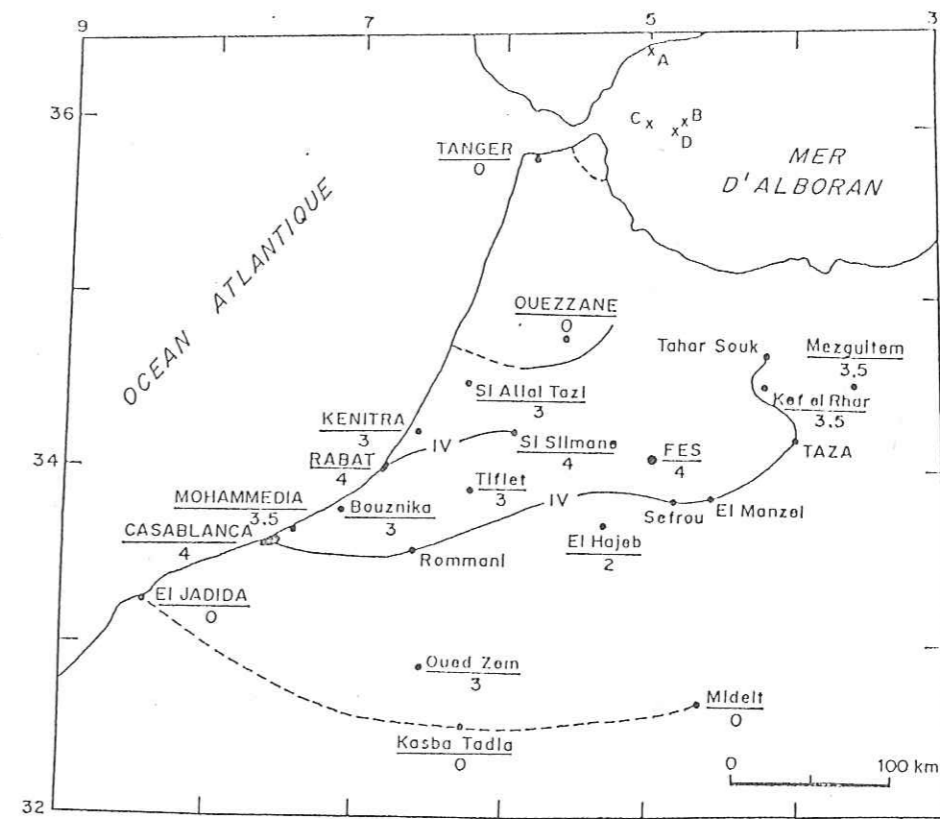 9 7 5 3
A
36
C B
D
TANGER
0
MER
D'ALBORAN
OCEAN ATLANTIQUE
OUEZZANE
0
Tahar Souk
Mezguitem
3,5
SI Allal Tazi
3
Kef el Rhar
3,5
KENITRA
3
IV
SI Slimane
4
TAZA
34
RABAT
4
FES
4
Tiflet
3
MOHAMMEDIA
3.5
Bouznika
3
IV
Sefrou
El Manzel
CASABLANCA
4
Rommani
El Hajeb
2
El JADIDA
0
Oued Zem
3
Midelt
0
Kasba Tadla
0
0 100 km
32